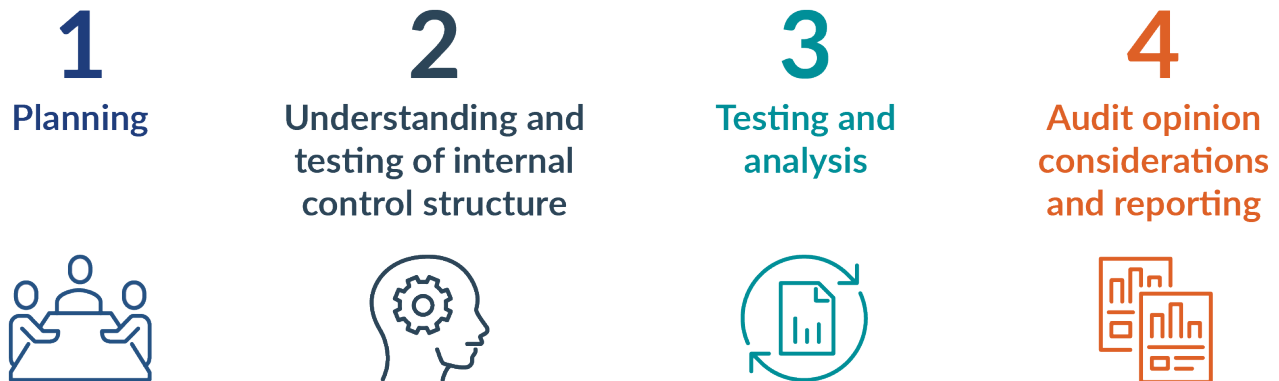 1
Planning
2
Understanding and
testing of internal
control structure
3
Testing and
analysis
4
Audit opinion
considerations
and reporting